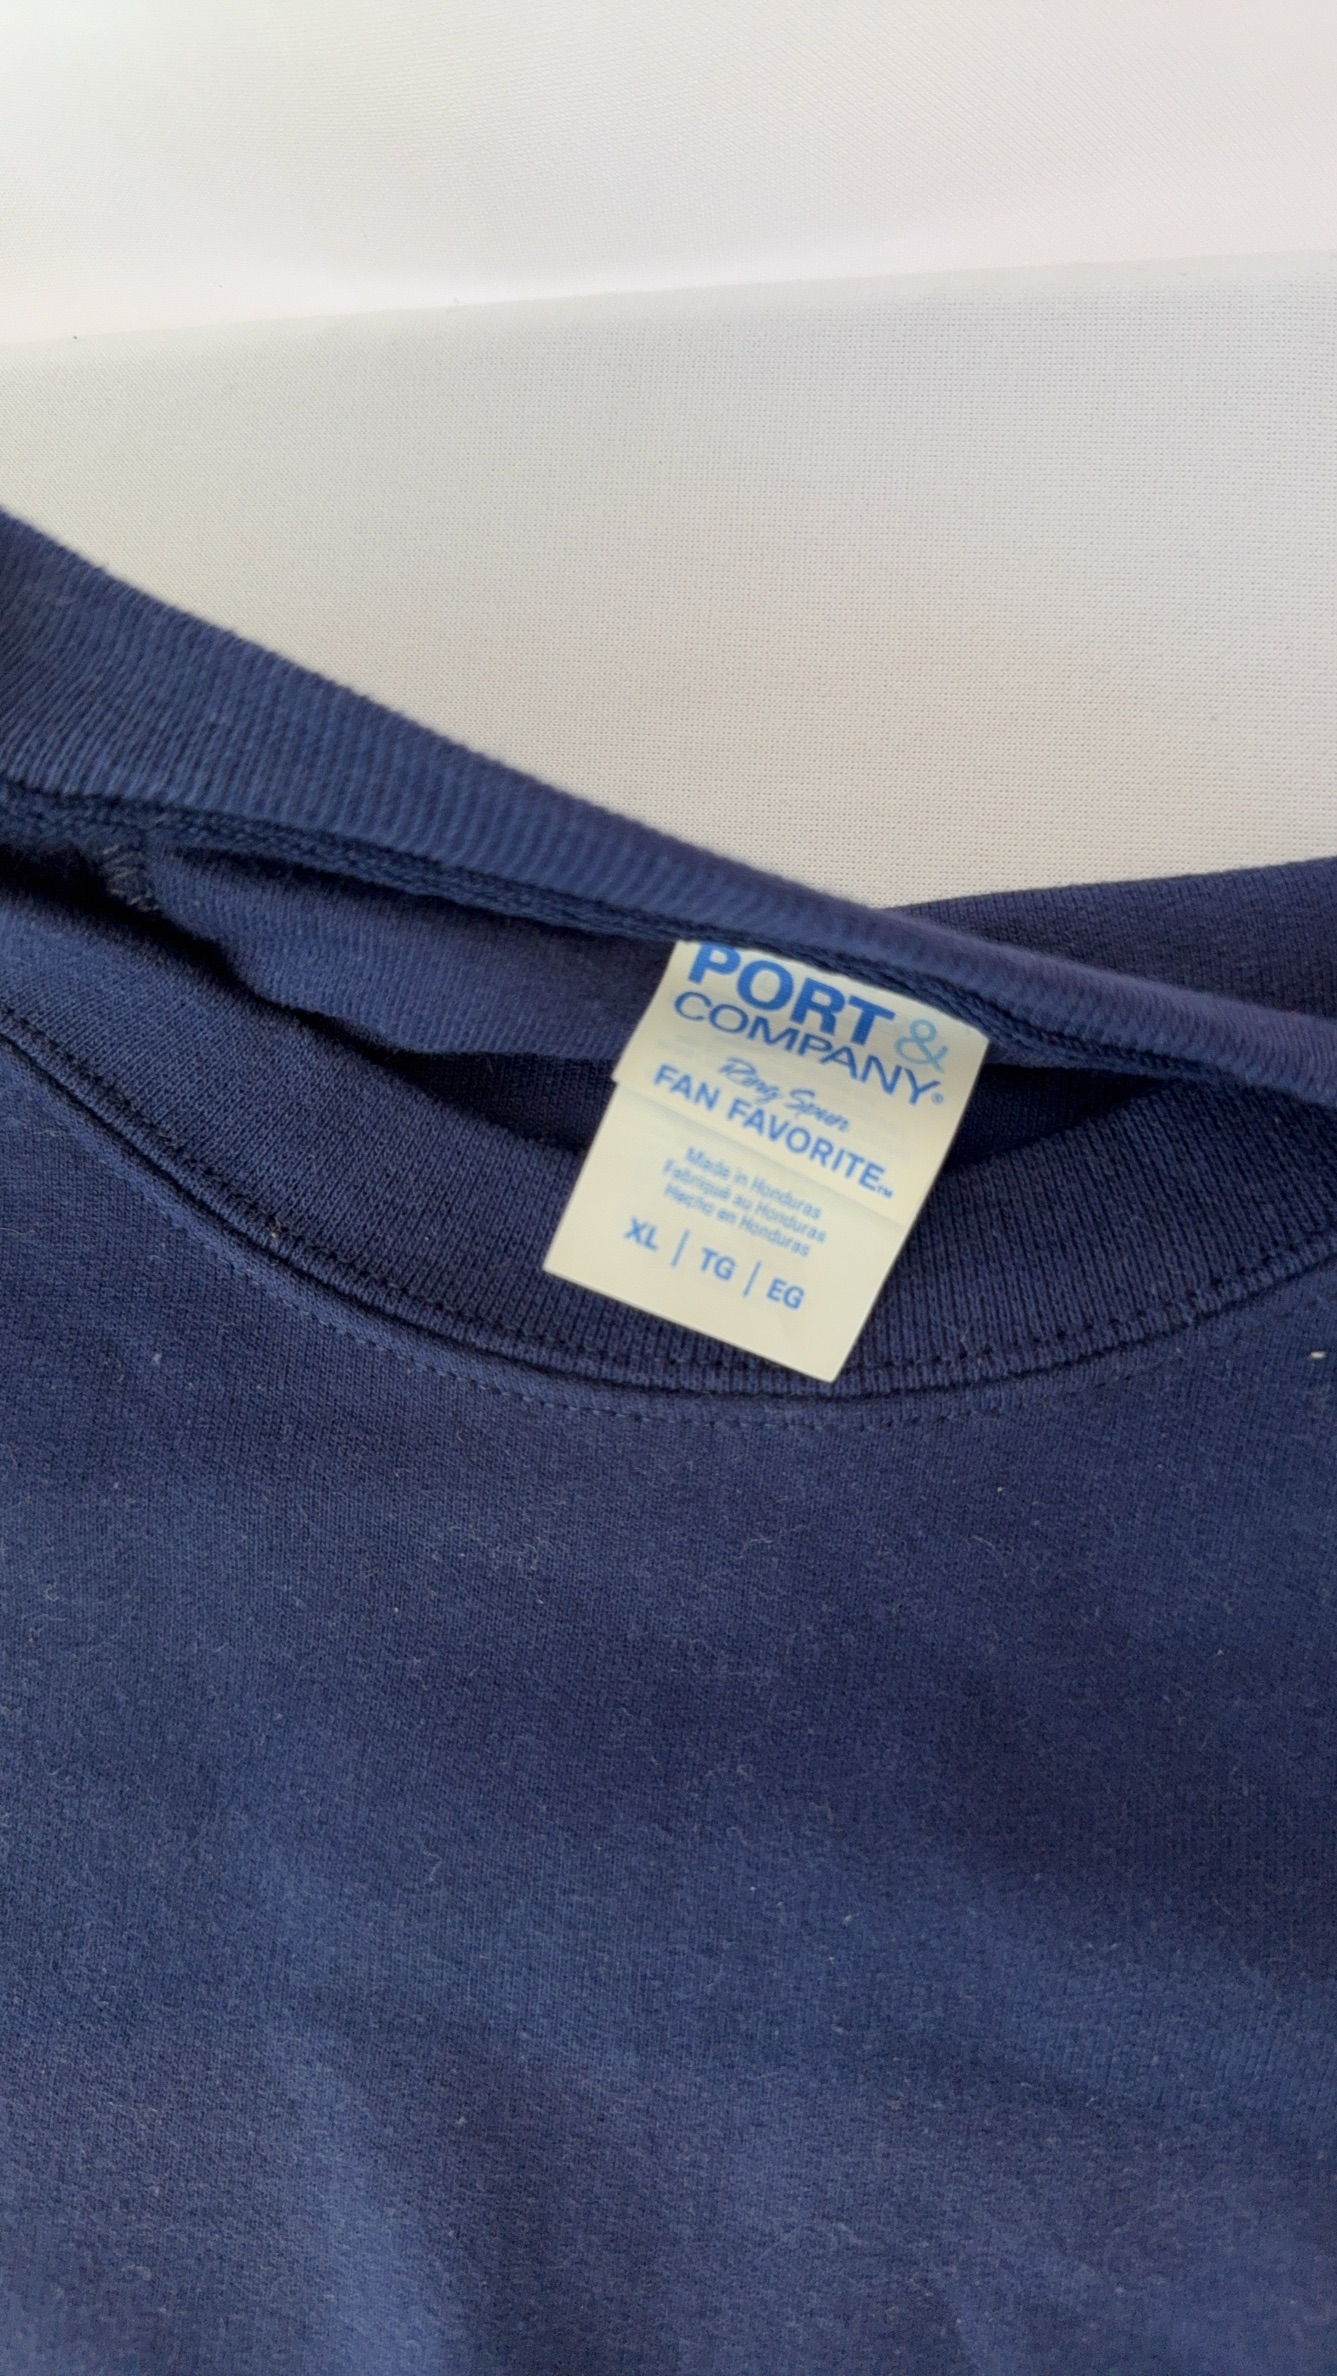 PORT &
COMPANY®
Ring Spun
FAN FAVORITE™
Made in Honduras
Fabriqué au Honduras
Hecho en Honduras
XL | TG | EG